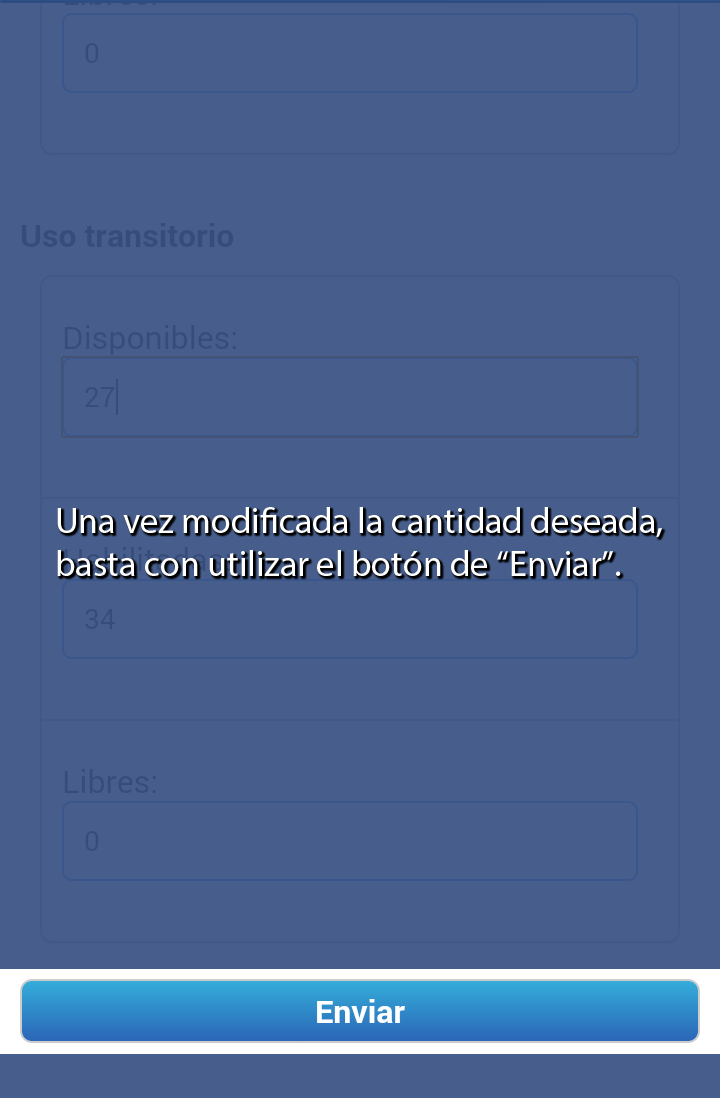 0
Uso transitorio
Disponibles:
27
Una vez modificada la cantidad deseada,
basta con utilizar el botón de “Enviar”.
34
Libres:
0
Enviar